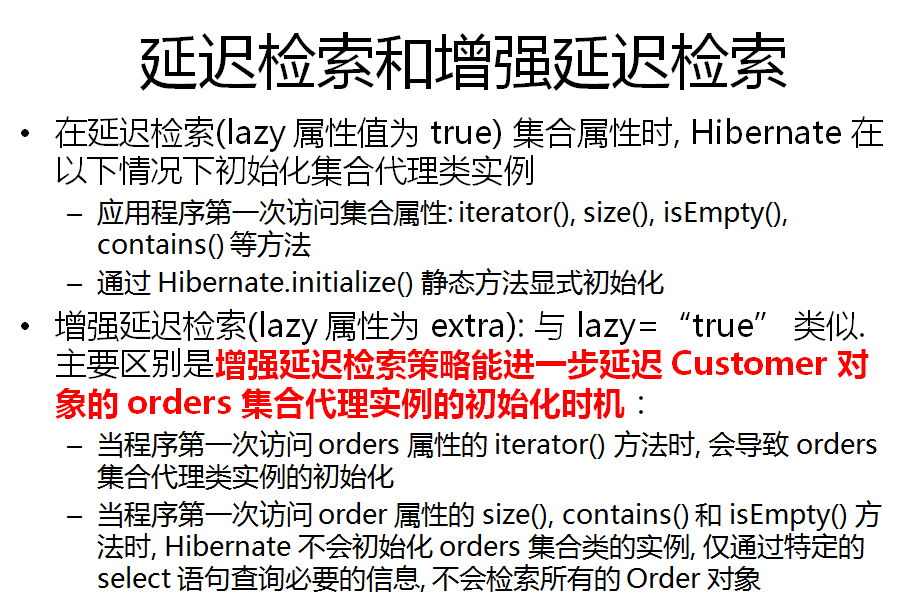 延迟检索和增强延迟检索
• 在延迟检索(lazy 属性值为 true) 集合属性时, Hibernate 在
以下情况下初始化集合代理类实例
– 应用程序第一次访问集合属性: iterator(), size(), isEmpty(),
contains() 等方法
– 通过 Hibernate.initialize() 静态方法显式初始化
• 增强延迟检索(lazy 属性为 extra): 与 lazy=“true” 类似.
主要区别是增强延迟检索策略能进一步延迟 Customer 对
象的 orders 集合代理实例的初始化时机：
– 当程序第一次访问 orders 属性的 iterator() 方法时, 会导致 orders
集合代理类实例的初始化
– 当程序第一次访问 order 属性的 size(), contains() 和 isEmpty() 方
法时, Hibernate 不会初始化 orders 集合类的实例, 仅通过特定的
select 语句查询必要的信息, 不会检索所有的 Order 对象